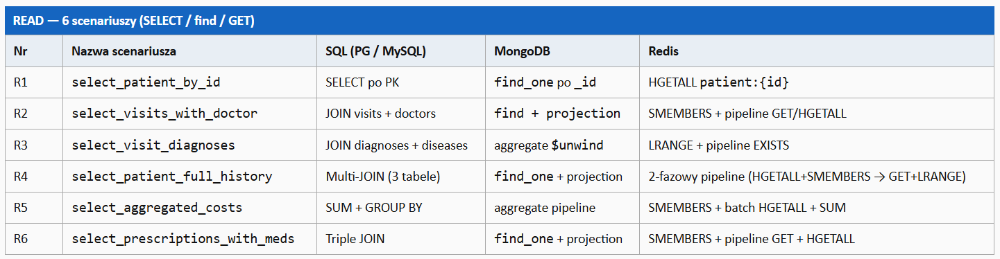 READ — 6 scenariuszy (SELECT / find / GET)
Nr Nazwa scenariusza SQL (PG / MySQL) MongoDB Redis
R1 select_patient_by_id SELECT po PK find_one po _id HGETALL patient:{id}
R2 select_visits_with_doctor JOIN visits + doctors find + projection SMEMBERS + pipeline GET/HGETALL
R3 select_visit_diagnoses JOIN diagnoses + diseases aggregate $unwind LRANGE + pipeline EXISTS
R4 select_patient_full_history Multi-JOIN (3 tabele) find_one + projection 2-fazowy pipeline (HGETALL+SMEMBERS → GET+LRANGE)
R5 select_aggregated_costs SUM + GROUP BY aggregate pipeline SMEMBERS + batch HGETALL + SUM
R6 select_prescriptions_with_meds Triple JOIN find_one + projection SMEMBERS + pipeline GET + HGETALL